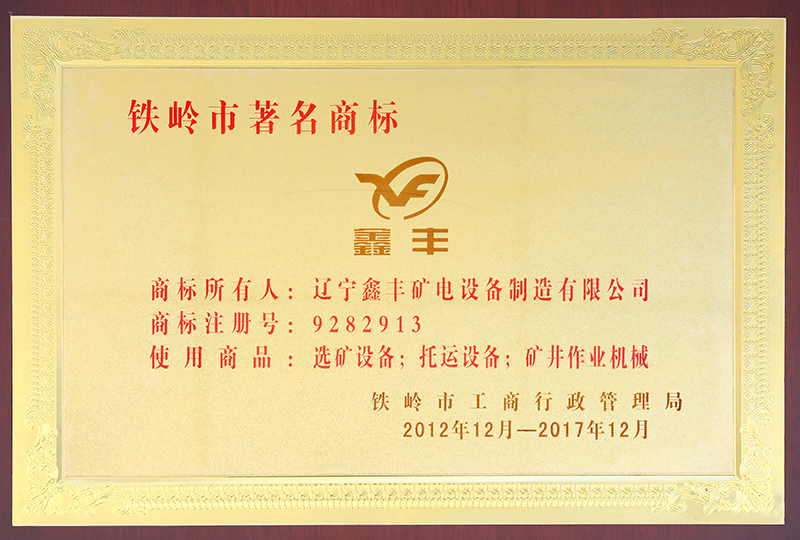 铁岭市著名商标
XF
鑫丰
商标所有人：辽宁鑫丰矿电设备制造有限公司
商标注册号：9282913
使用商品：选矿设备；托运设备；矿井作业机械
铁岭市工商行政管理局
2012年12月—2017年12月